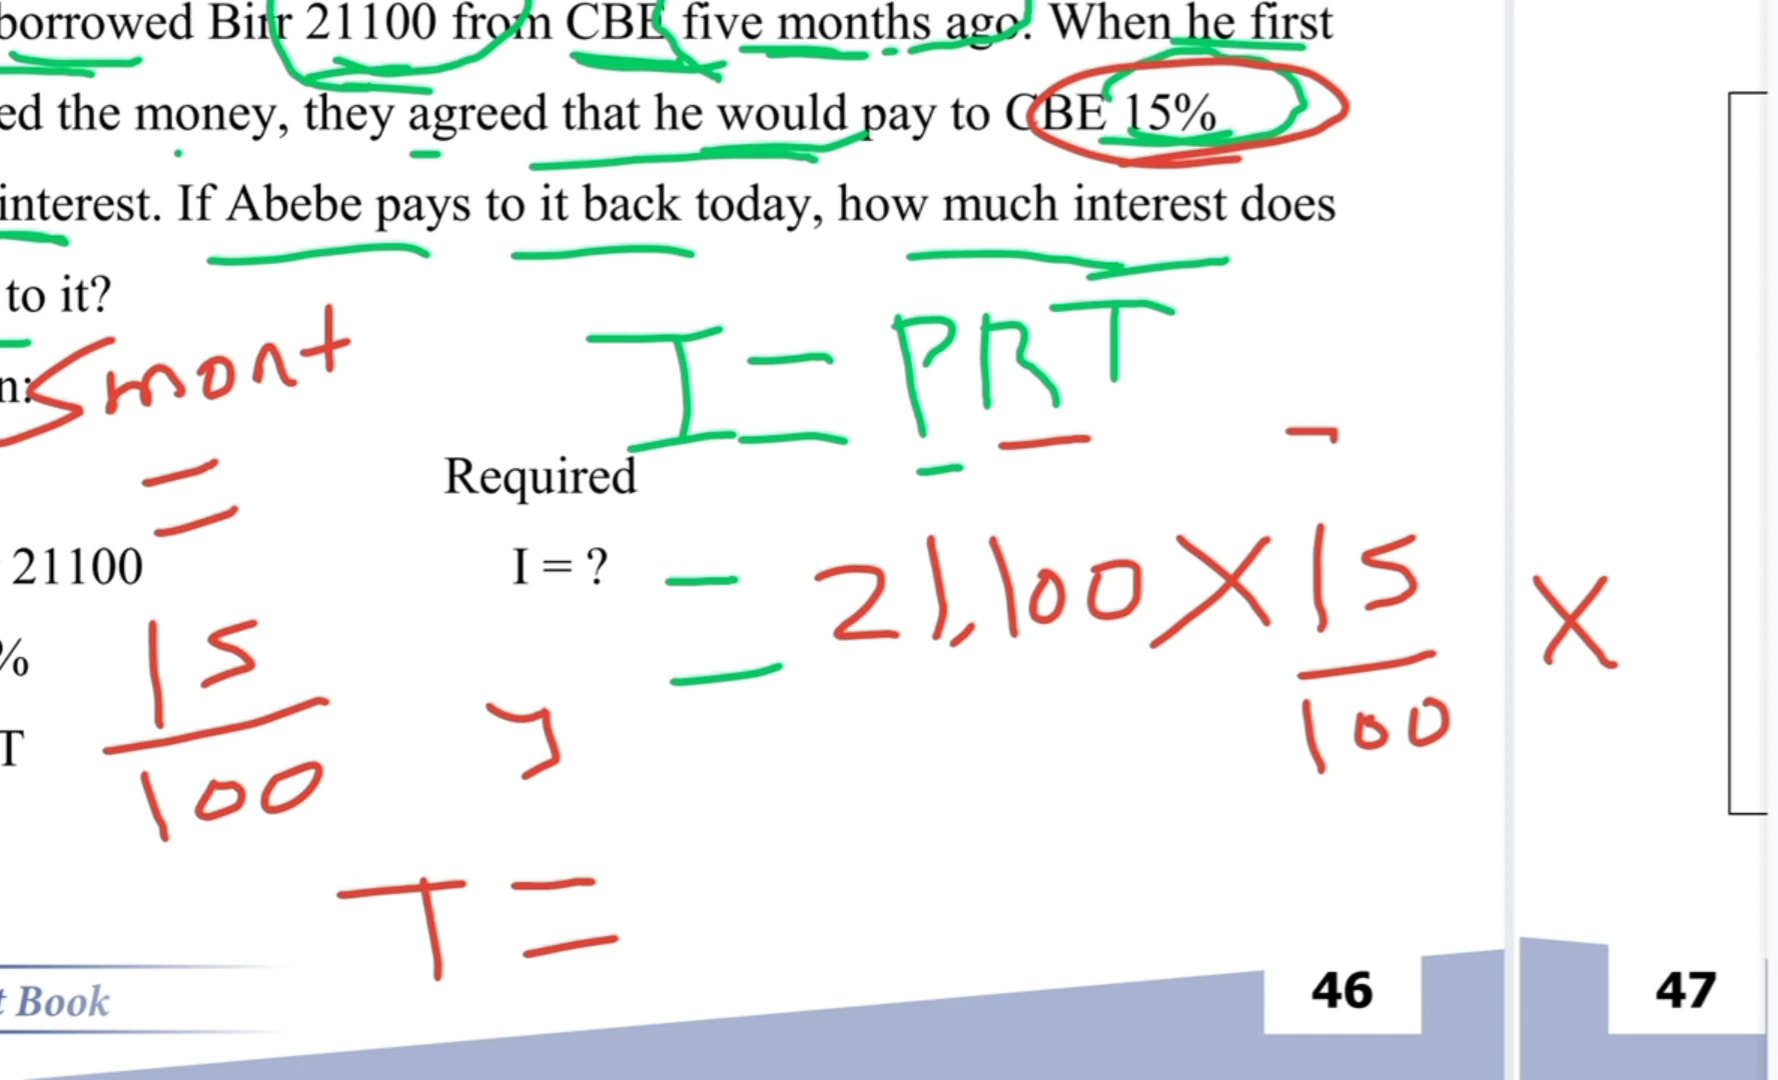 borrowed Birr 21100 from CBE five months ago. When he first
ed the money, they agreed that he would pay to CBE 15%
interest. If Abebe pays to it back today, how much interest does
to it?
n: 5mont
I = PRT
=
Required
21100
I = ?
= 21,100 X 15/100 X
%
15/100
y
T
T =
t Book
46
47